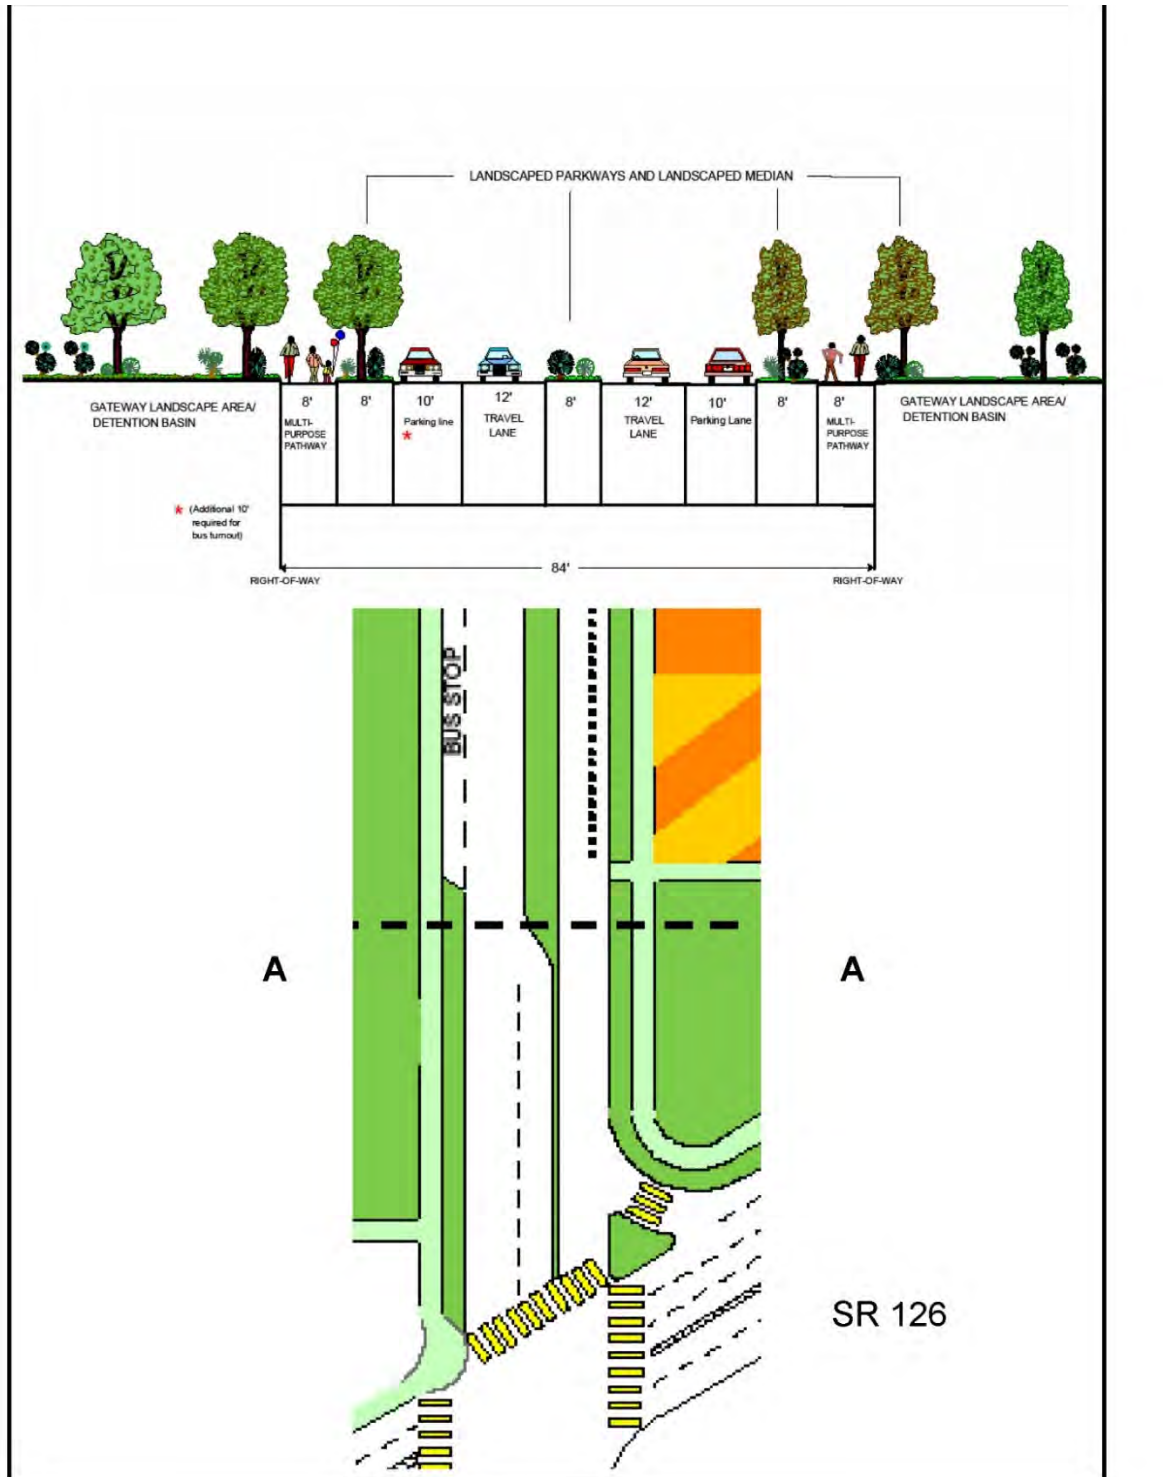 LANDSCAPED PARKWAYS AND LANDSCAPED MEDIAN
8' 8' 10' 12' 8' 12' 10' 8' 8'
GATEWAY LANDSCAPE AREA/
DETENTION BASIN
MULTI-
PURPOSE
PATHWAY
Parking line
*
TRAVEL
LANE
TRAVEL
LANE
Parking Lane
MULTI-
PURPOSE
PATHWAY
GATEWAY LANDSCAPE AREA/
DETENTION BASIN
* (Additional 10'
required for
bus turnout)
84'
RIGHT-OF-WAY
RIGHT-OF-WAY
BUS STOP
A
A
SR 126